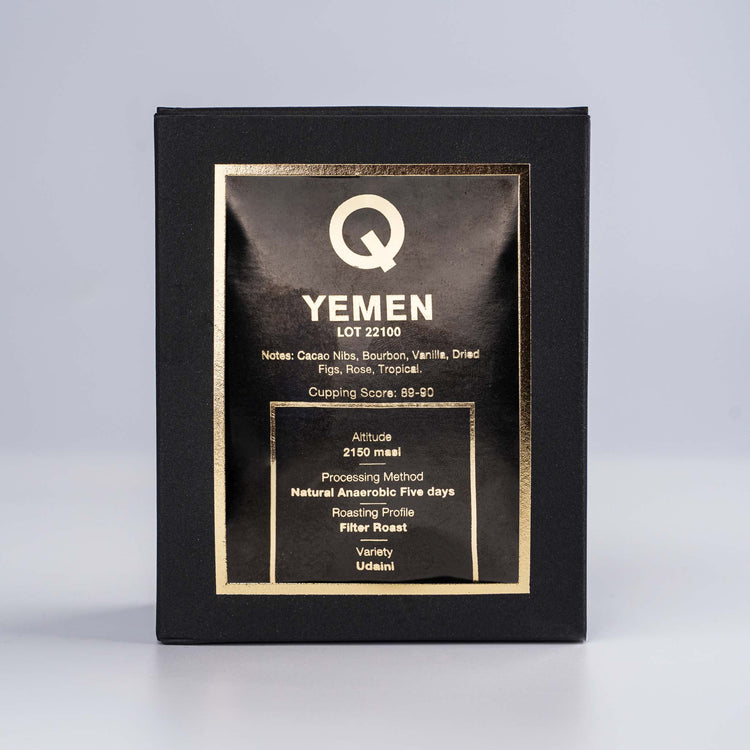 Q
YEMEN
LOT 22100
Notes: Cacao Nibs, Bourbon, Vanilla, Dried
Figs, Rose, Tropical.
Cupping Score: 89-90
Altitude
2150 masl
Processing Method
Natural Anaerobic Five days
Roasting Profile
Filter Roast
Variety
Udaini